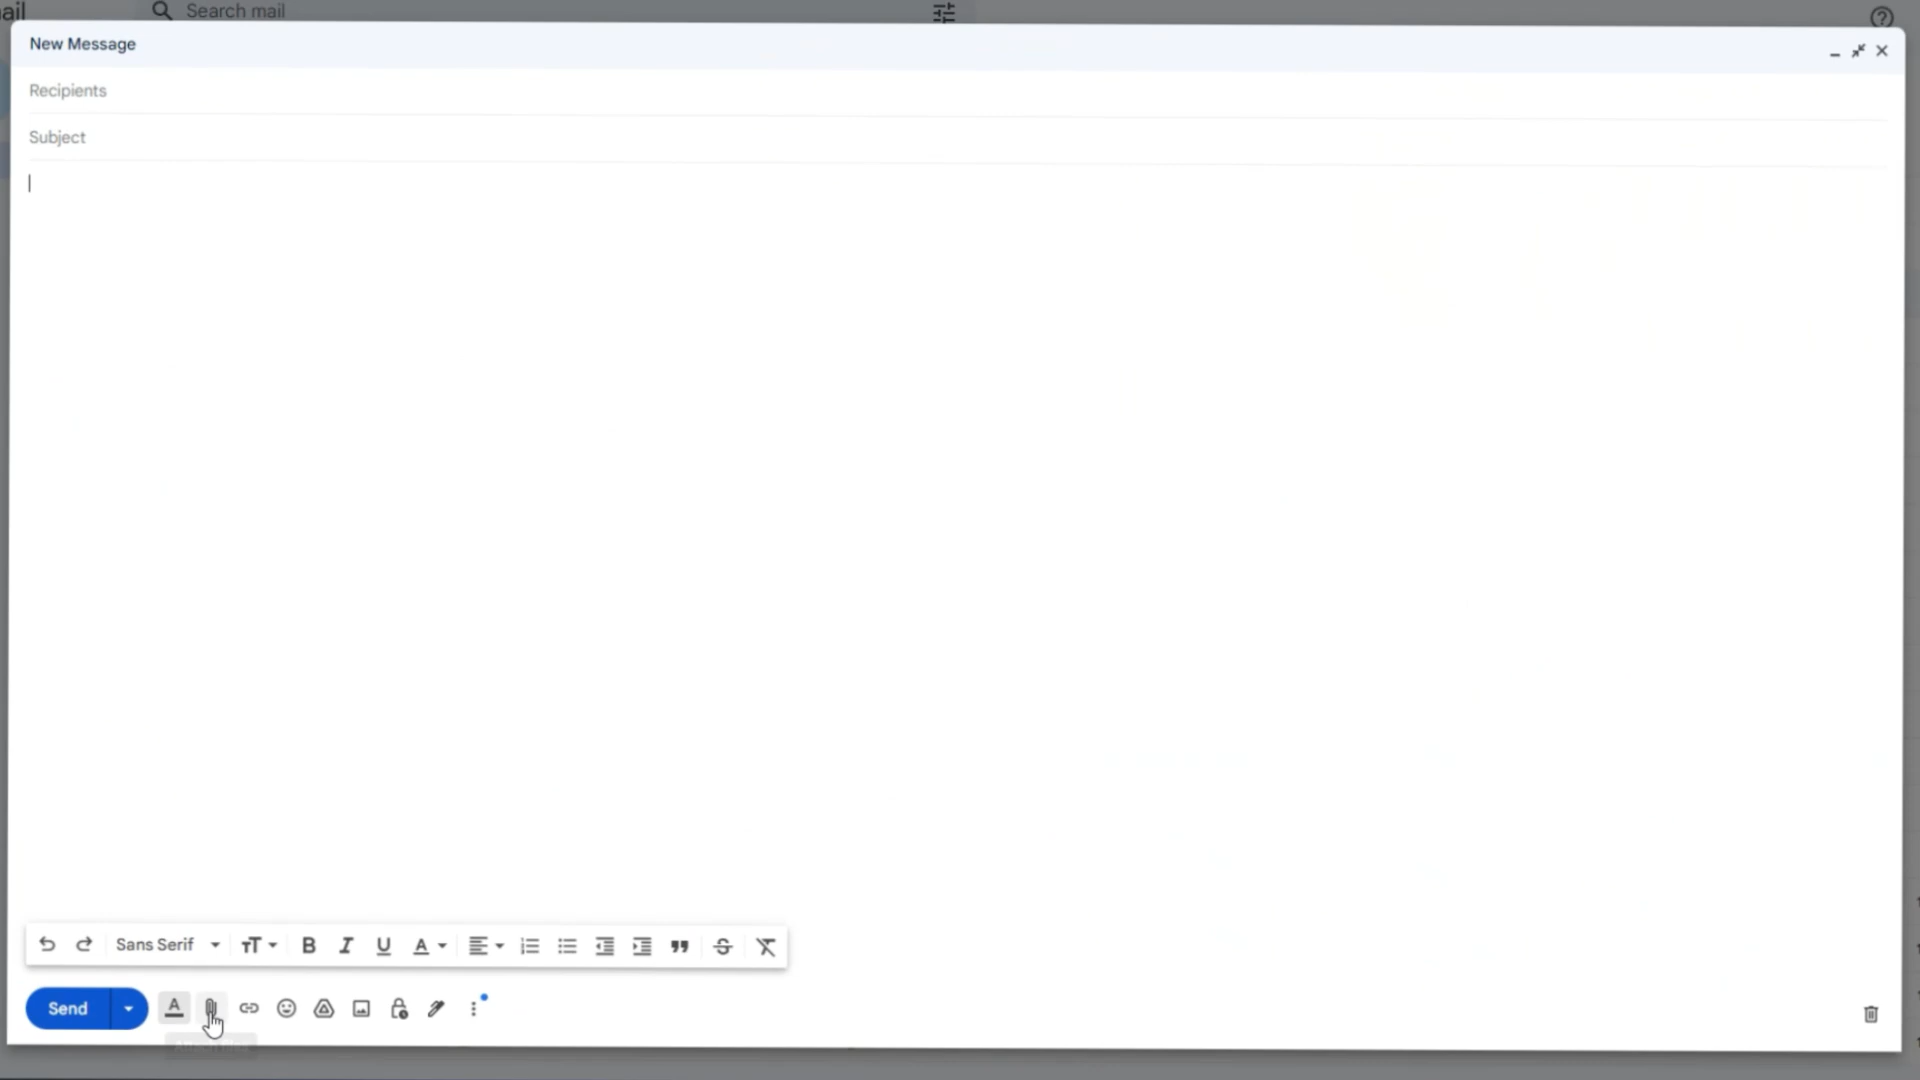 ail
Search mail
New Message
Recipients
Subject
Sans Serif
Send